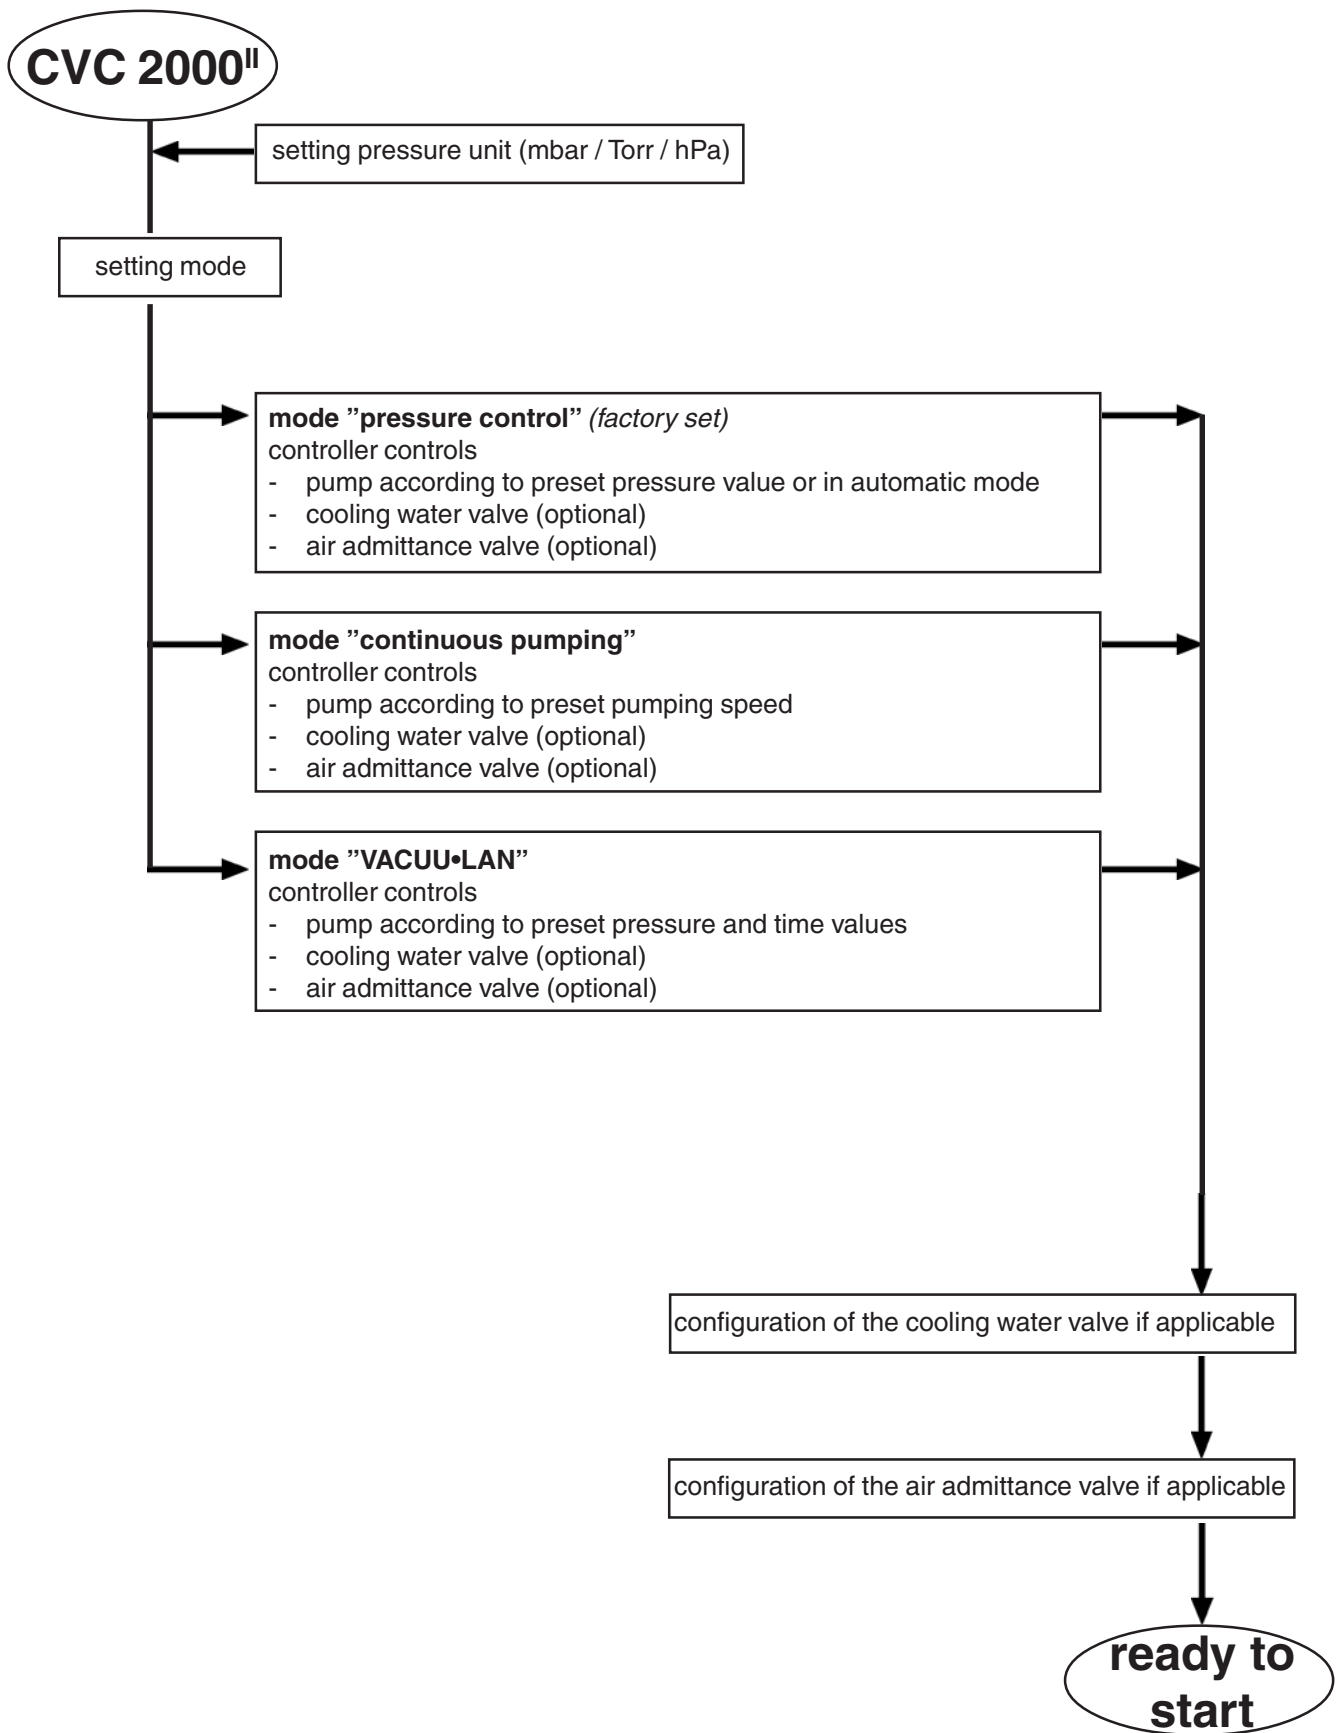 CVC 2000II
setting pressure unit (mbar / Torr / hPa)
setting mode
mode ”pressure control” (factory set)
controller controls
- pump according to preset pressure value or in automatic mode
- cooling water valve (optional)
- air admittance valve (optional)
mode ”continuous pumping”
controller controls
- pump according to preset pumping speed
- cooling water valve (optional)
- air admittance valve (optional)
mode ”VACUU•LAN”
controller controls
- pump according to preset pressure and time values
- cooling water valve (optional)
- air admittance valve (optional)
configuration of the cooling water valve if applicable
configuration of the air admittance valve if applicable
ready to
start